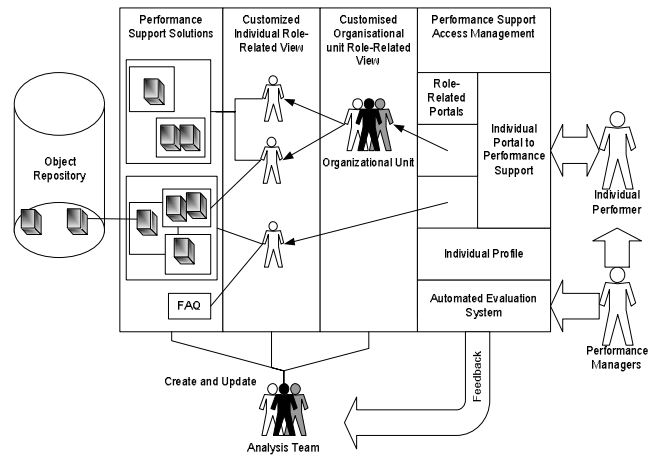 Performance
Support Solutions
Customized
Individual Role-
Related View
Customised
Organisational
unit Role-Related
View
Performance Support
Access Management
Object
Repository
Role-
Related
Portals
Individual
Portal to
Performance
Support
Organizational Unit
Individual
Performer
Individual Profile
FAQ
Automated Evaluation
System
Performance
Managers
Create and Update
Feedback
Analysis Team